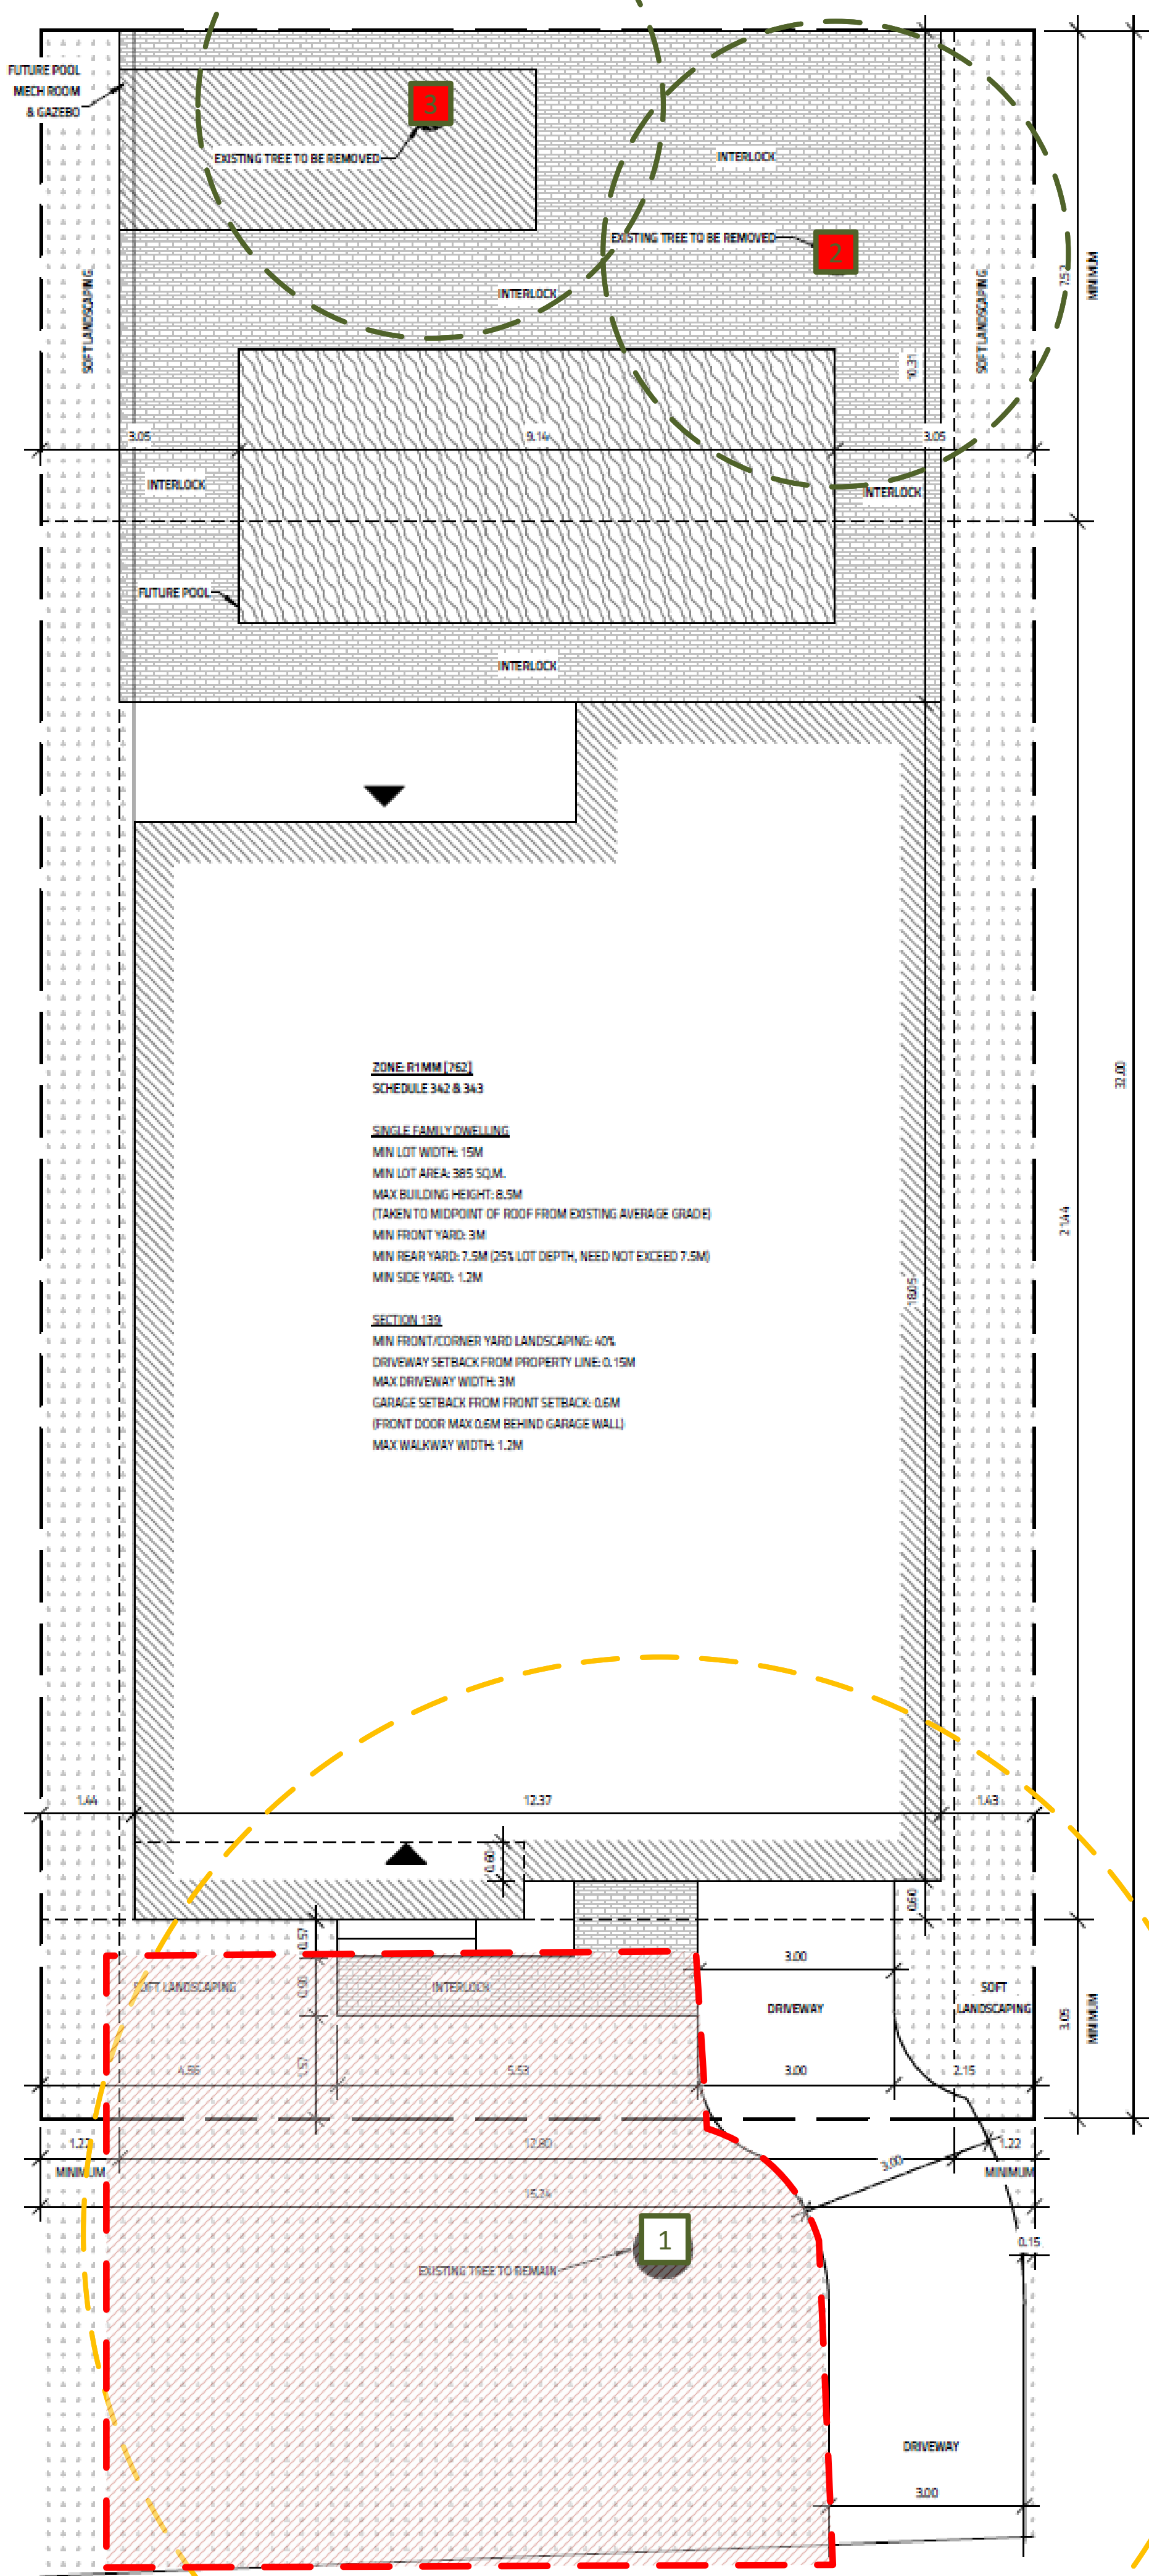 FUTURE POOL
MECH ROOM
& GAZEBO
3
EXISTING TREE TO BE REMOVED
INTERLOCK
EXISTING TREE TO BE REMOVED
2
INTERLOCK
SOFT LANDSCAPING
SOFT LANDSCAPING
7.52
MINIMUM
10.31
3.05
9.14
3.05
INTERLOCK
INTERLOCK
FUTURE POOL
INTERLOCK
ZONE: R1MM [762]
SCHEDULE 342 & 343
SINGLE FAMILY DWELLING
MIN LOT WIDTH: 15M
MIN LOT AREA: 385 SQ.M.
MAX BUILDING HEIGHT: 8.5M
(TAKEN TO MIDPOINT OF ROOF FROM EXISTING AVERAGE GRADE)
MIN FRONT YARD: 3M
MIN REAR YARD: 7.5M (25% LOT DEPTH, NEED NOT EXCEED 7.5M)
MIN SIDE YARD: 1.2M
SECTION 139
MIN FRONT/CORNER YARD LANDSCAPING: 40%
DRIVEWAY SETBACK FROM PROPERTY LINE: 0.15M
MAX DRIVEWAY WIDTH: 3M
GARAGE SETBACK FROM FRONT SETBACK: 0.6M
(FRONT DOOR MAX 0.6M BEHIND GARAGE WALL)
MAX WALKWAY WIDTH: 1.2M
32.00
21.44
18.05
1.44
12.37
1.43
0.60
0.60
0.57
3.00
SOFT LANDSCAPING
INTERLOCK
0.90
DRIVEWAY
SOFT
LANDSCAPING
3.05
MINIMUM
4.56
1.57
5.53
3.00
2.15
1.22
MINIMUM
12.80
3.00
1.22
MINIMUM
15.24
1
0.15
EXISTING TREE TO REMAIN
DRIVEWAY
3.00